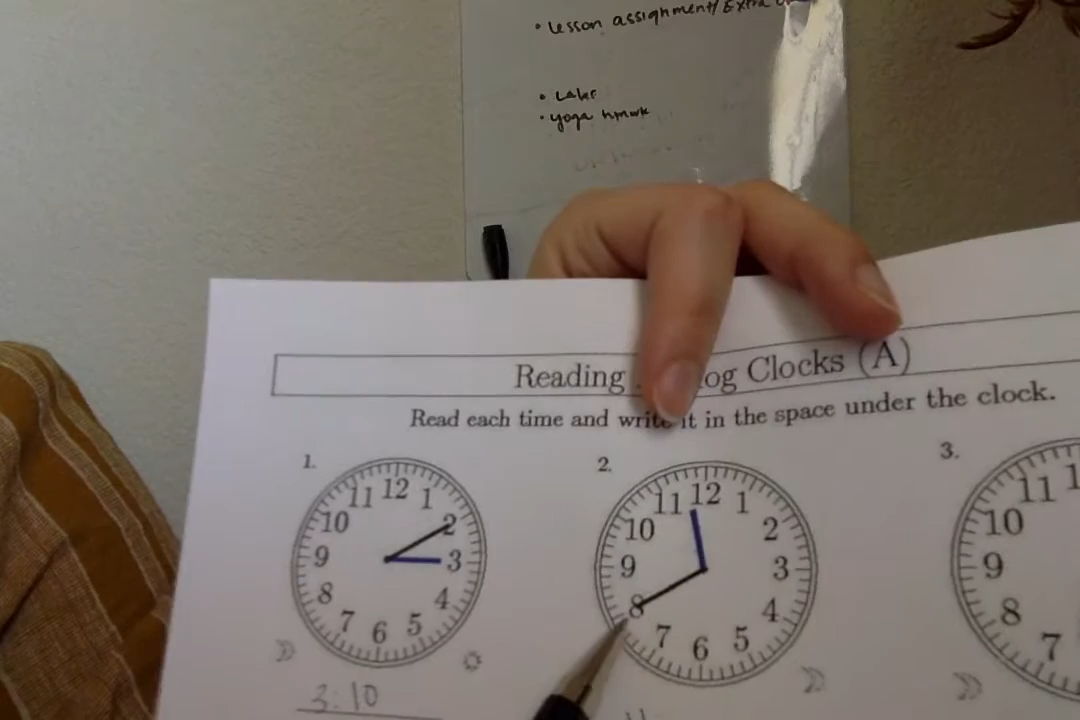 • Lesson assignment/ Extra
• Lake
• yoga hmwk
Reading og Clocks (A)
Read each time and write it in the space under the clock.
1.
2.
3.
11 12 1
10 2
9 3
8 4
7 6 5
11 12 1
10 2
9 3
8 4
7 6 5
11 1
10
9
8
7
3:10